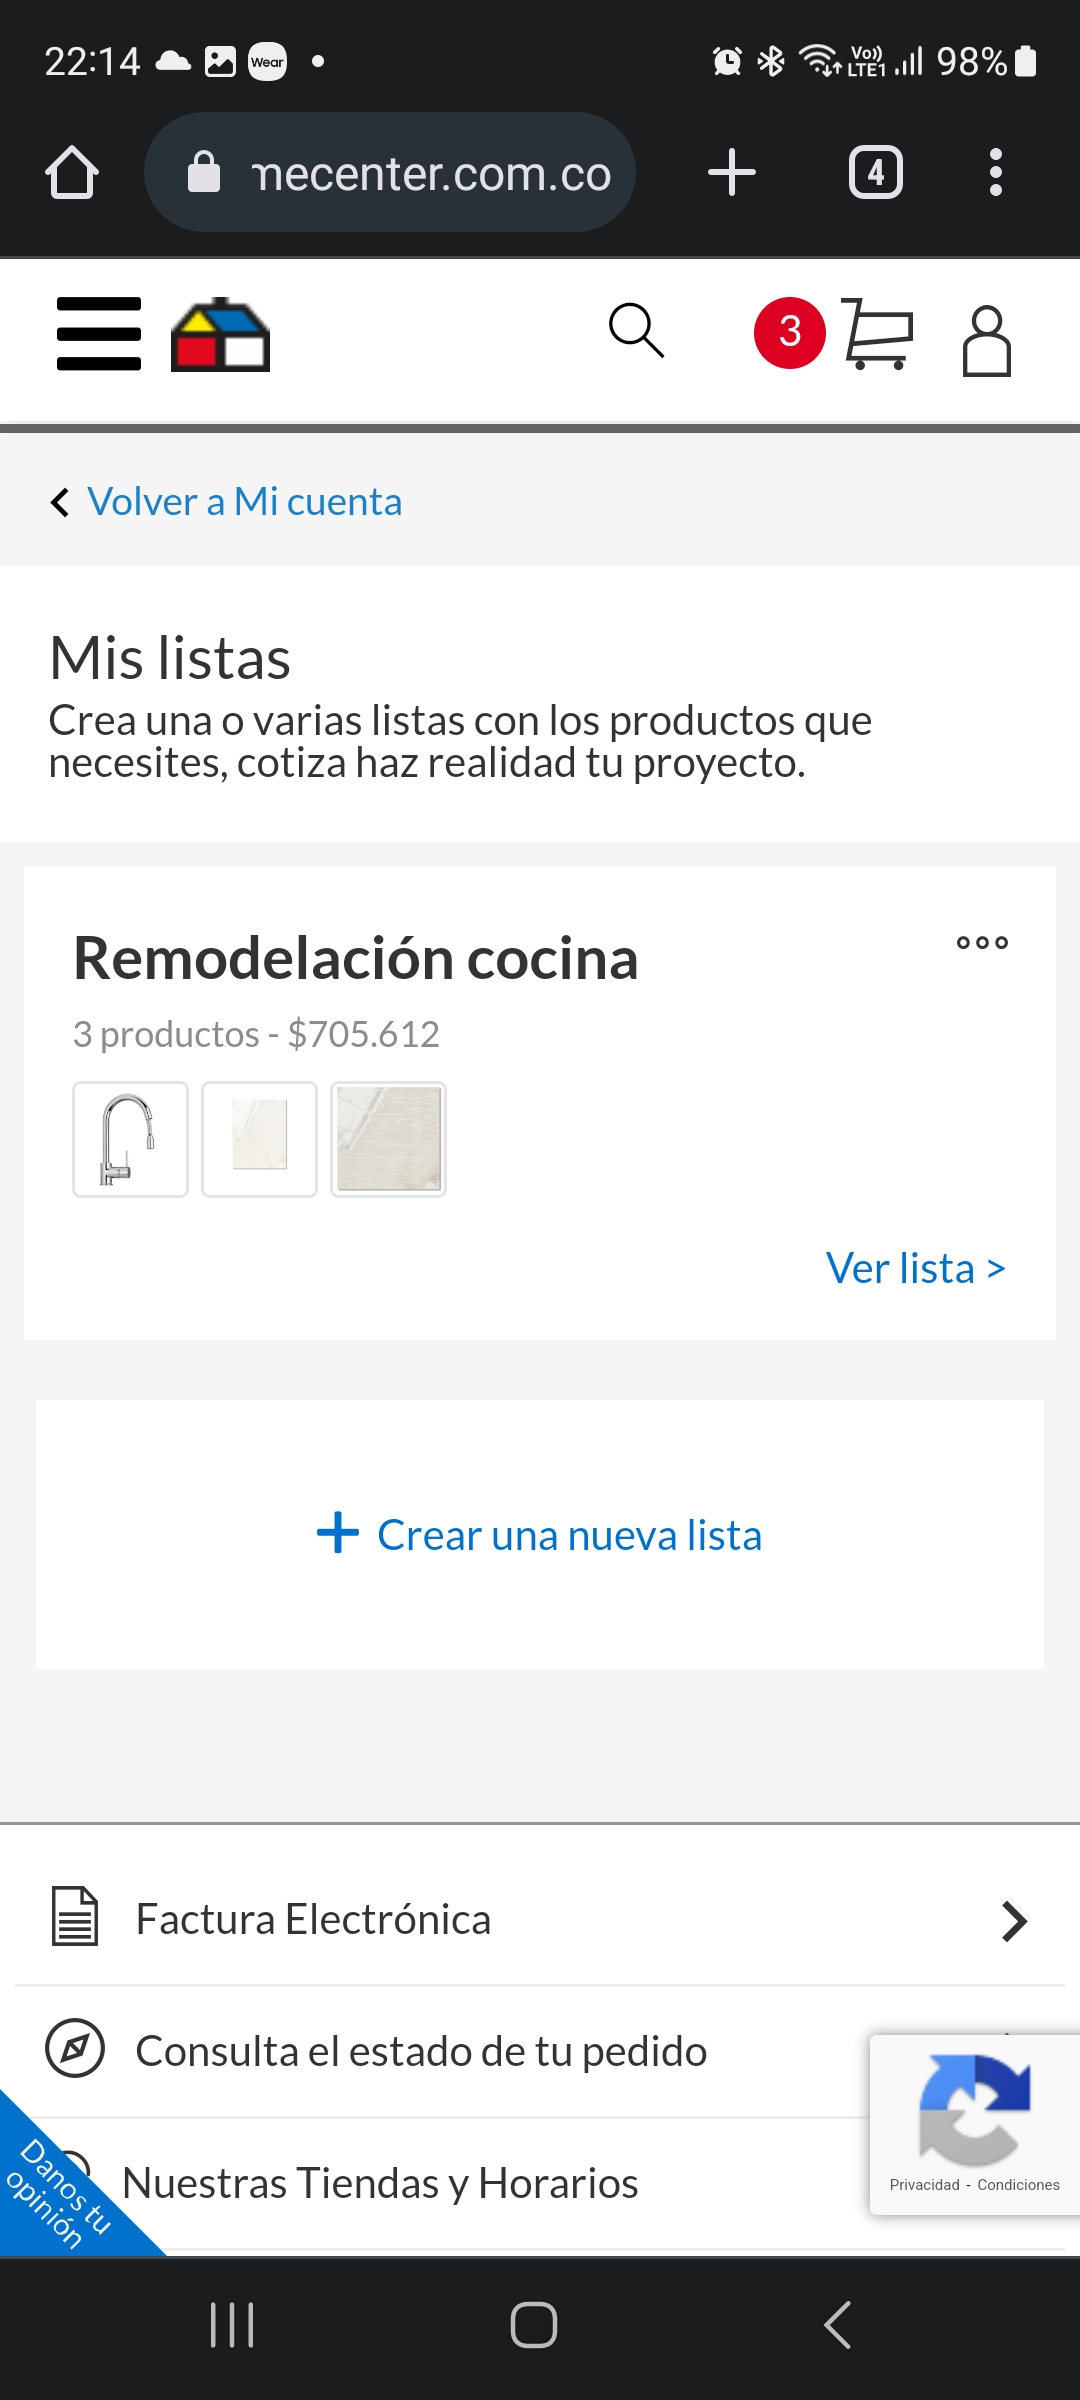 22:14
Wear
Vo))
LTE1
98%
mecenter.com.co
4
3
Volver a Mi cuenta
Mis listas
Crea una o varias listas con los productos que
necesites, cotiza haz realidad tu proyecto.
Remodelación cocina
3 productos - $705.612
Ver lista >
Crear una nueva lista
Factura Electrónica
Consulta el estado de tu pedido
Nuestras Tiendas y Horarios
Danos tu
opinión
Privacidad - Condiciones